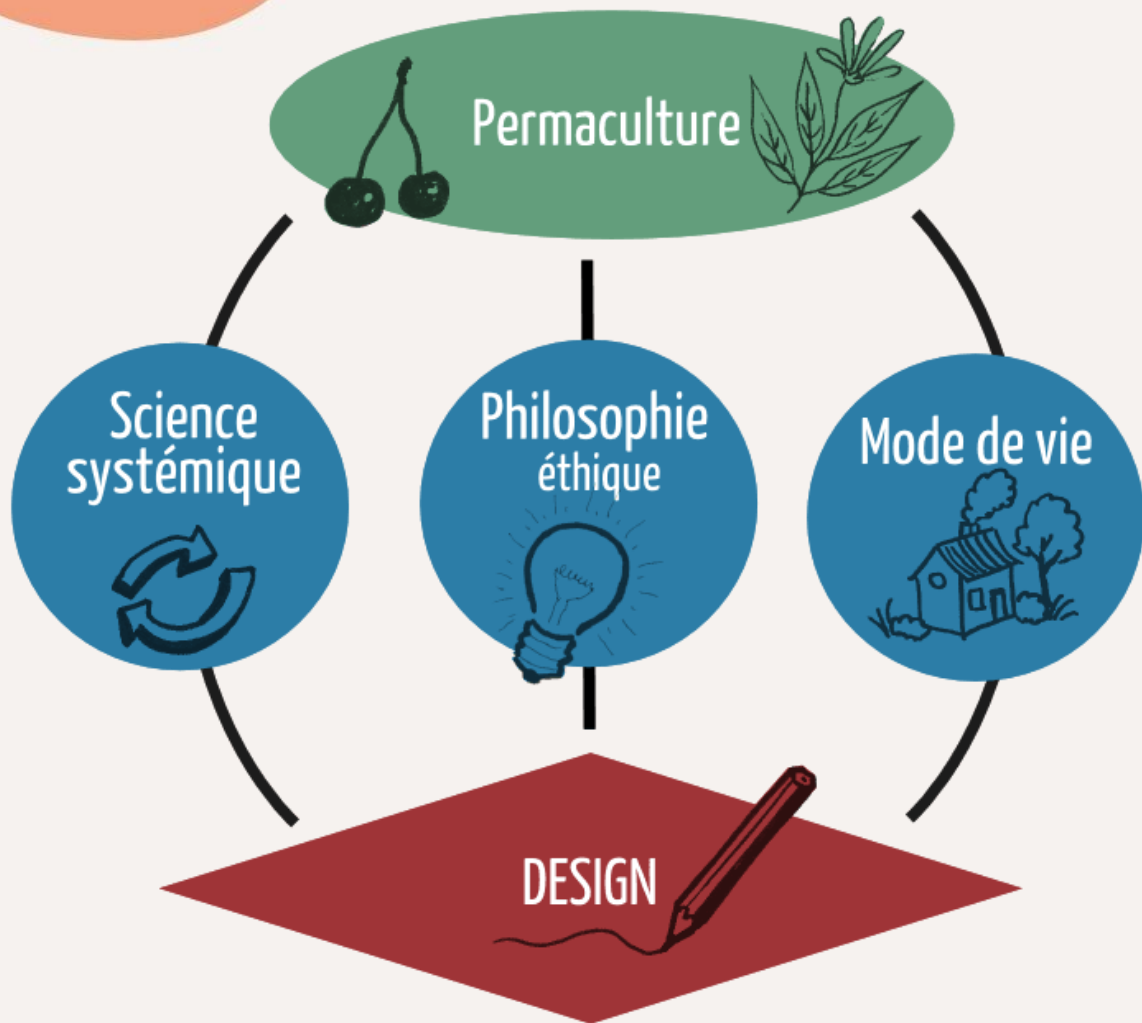 Permaculture
Science
systémique
Philosophie
éthique
Mode de vie
DESIGN